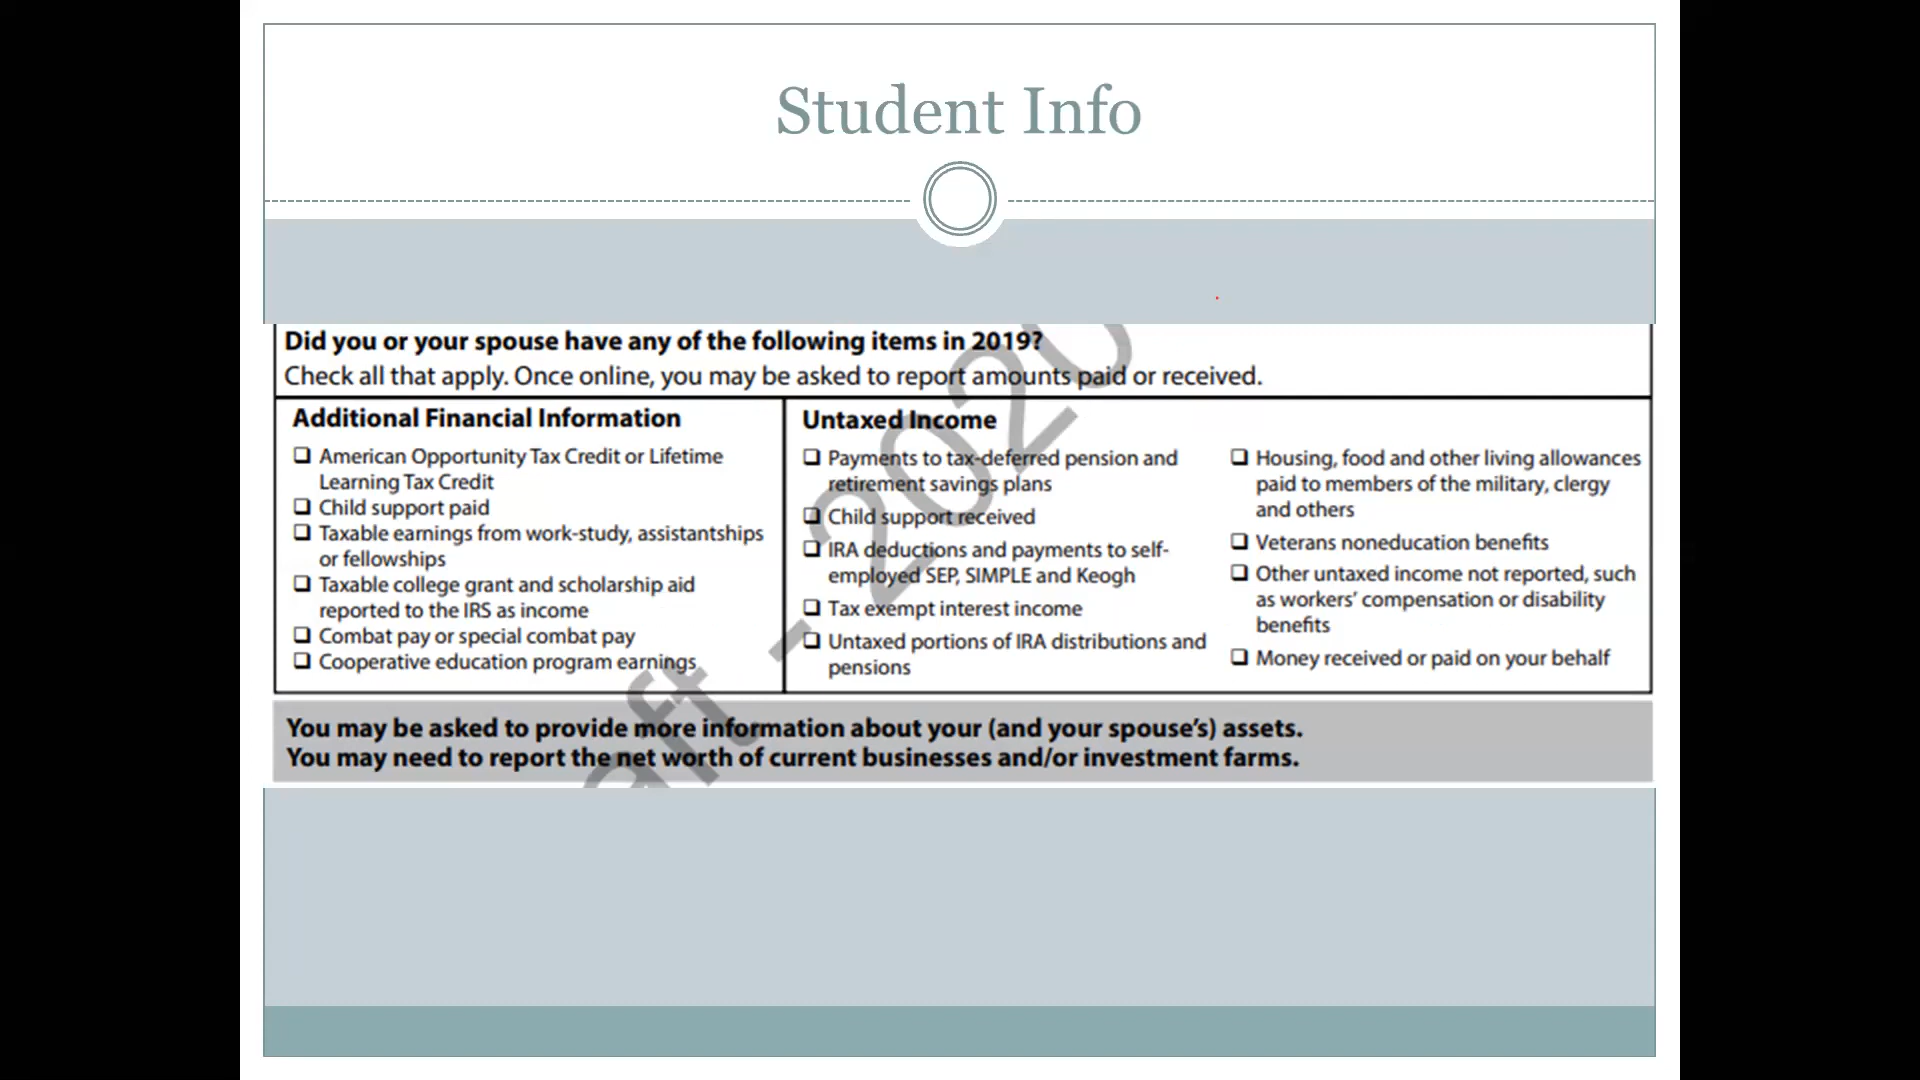 Student Info
Did you or your spouse have any of the following items in 2019?
Check all that apply. Once online, you may be asked to report amounts paid or received.
Additional Financial Information
❑ American Opportunity Tax Credit or Lifetime
Learning Tax Credit
❑ Child support paid
❑ Taxable earnings from work-study, assistantships
or fellowships
❑ Taxable college grant and scholarship aid
reported to the IRS as income
❑ Combat pay or special combat pay
❑ Cooperative education program earnings
Untaxed Income
❑ Payments to tax-deferred pension and
retirement savings plans
❑ Child support received
❑ IRA deductions and payments to self-
employed SEP, SIMPLE and Keogh
❑ Tax exempt interest income
❑ Untaxed portions of IRA distributions and
pensions
❑ Housing, food and other living allowances
paid to members of the military, clergy
and others
❑ Veterans noneducation benefits
❑ Other untaxed income not reported, such
as workers’ compensation or disability
benefits
❑ Money received or paid on your behalf
You may be asked to provide more information about your (and your spouse’s) assets.
You may need to report the net worth of current businesses and/or investment farms.
aft - 2020